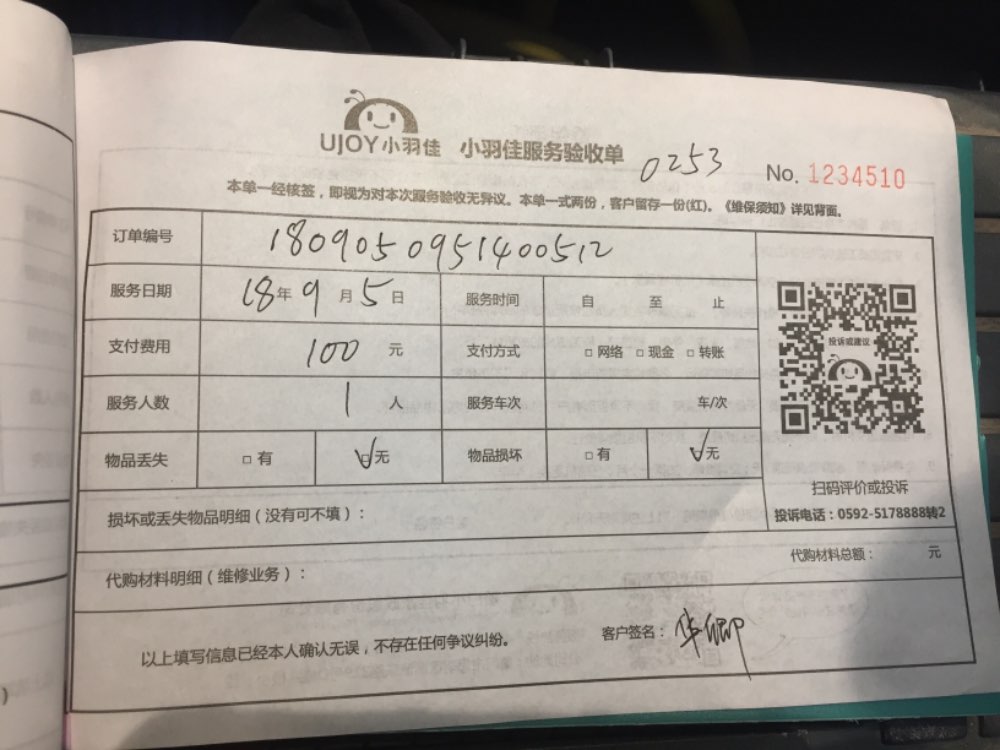 UJOY小羽佳 小羽佳服务验收单 0253 No. 1234510
本单一经核签，即视为对本次服务验收无异议。本单一式两份，客户留存一份(红)。《维保须知》详见背面。
订单编号 180905 0951400512
服务日期 18年 9 月 5 日 服务时间 自 至 止
支付费用 100 元 支付方式 □ 网络 □ 现金 □ 转账
服务人数 1 人 服务车次 车/次
投诉或建议
物品丢失 □ 有 ☑ 无 物品损坏 □ 有 ☑ 无
扫码评价或投诉
投诉电话：0592-5178888转2
损坏或丢失物品明细（没有可不填）：
代购材料明细（维修业务）： 代购材料总额： 元
以上填写信息已经本人确认无误，不存在任何争议纠纷。 客户签名：